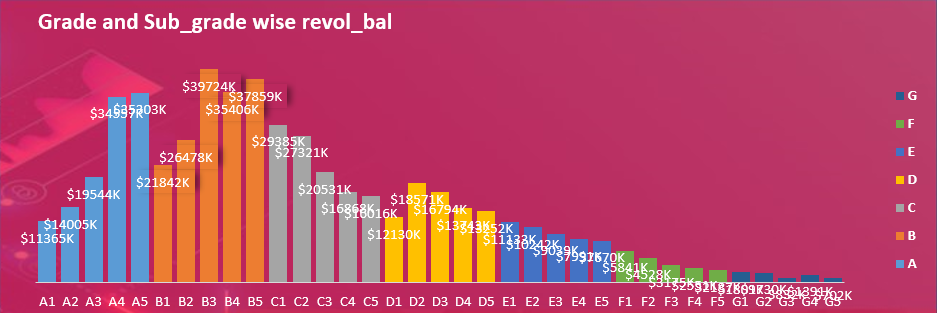 Grade and Sub_grade wise revol_bal
$11365K
$14005K
$19544K
$35203K
$21842K
$26478K
$39724K
$35406K
$37859K
$29385K
$27321K
$20531K
$16016K
$12130K
$18571K
$16794K
$11133K
$10242K
$9039K
$5841K
$4528K
A1 A2 A3 A4 A5 B1 B2 B3 B4 B5 C1 C2 C3 C4 C5 D1 D2 D3 D4 D5 E1 E2 E3 E4 E5 F1 F2 F3 F4 F5 G1 G2 G3 G4 G5
G
F
E
D
C
B
A